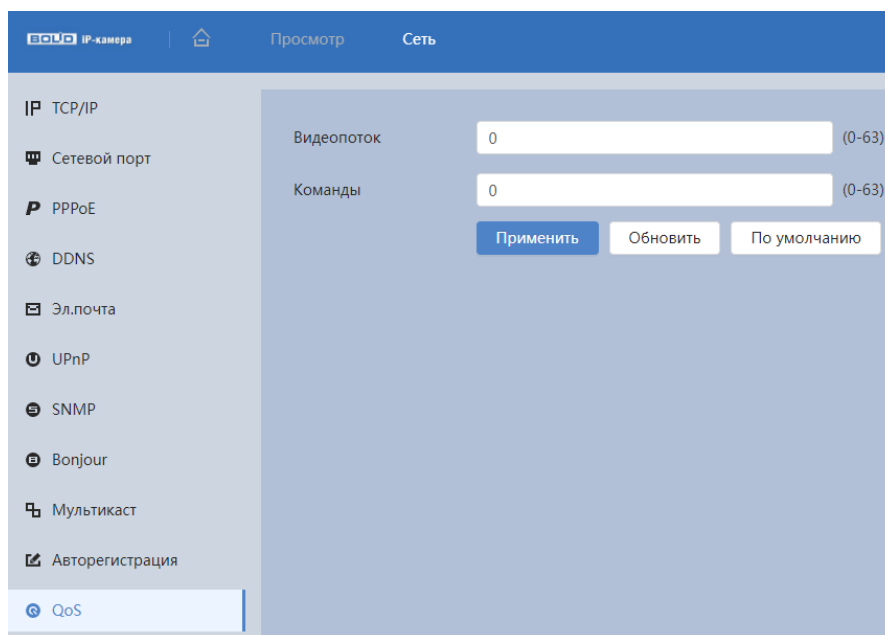 BOLID IP-камера Просмотр Сеть
TCP/IP
Видеопоток 0 (0-63)
Сетевой порт
Команды 0 (0-63)
PPPoE
Применить Обновить По умолчанию
DDNS
Эл.почта
UPnP
SNMP
Bonjour
Мультикаст
Авторегистрация
QoS